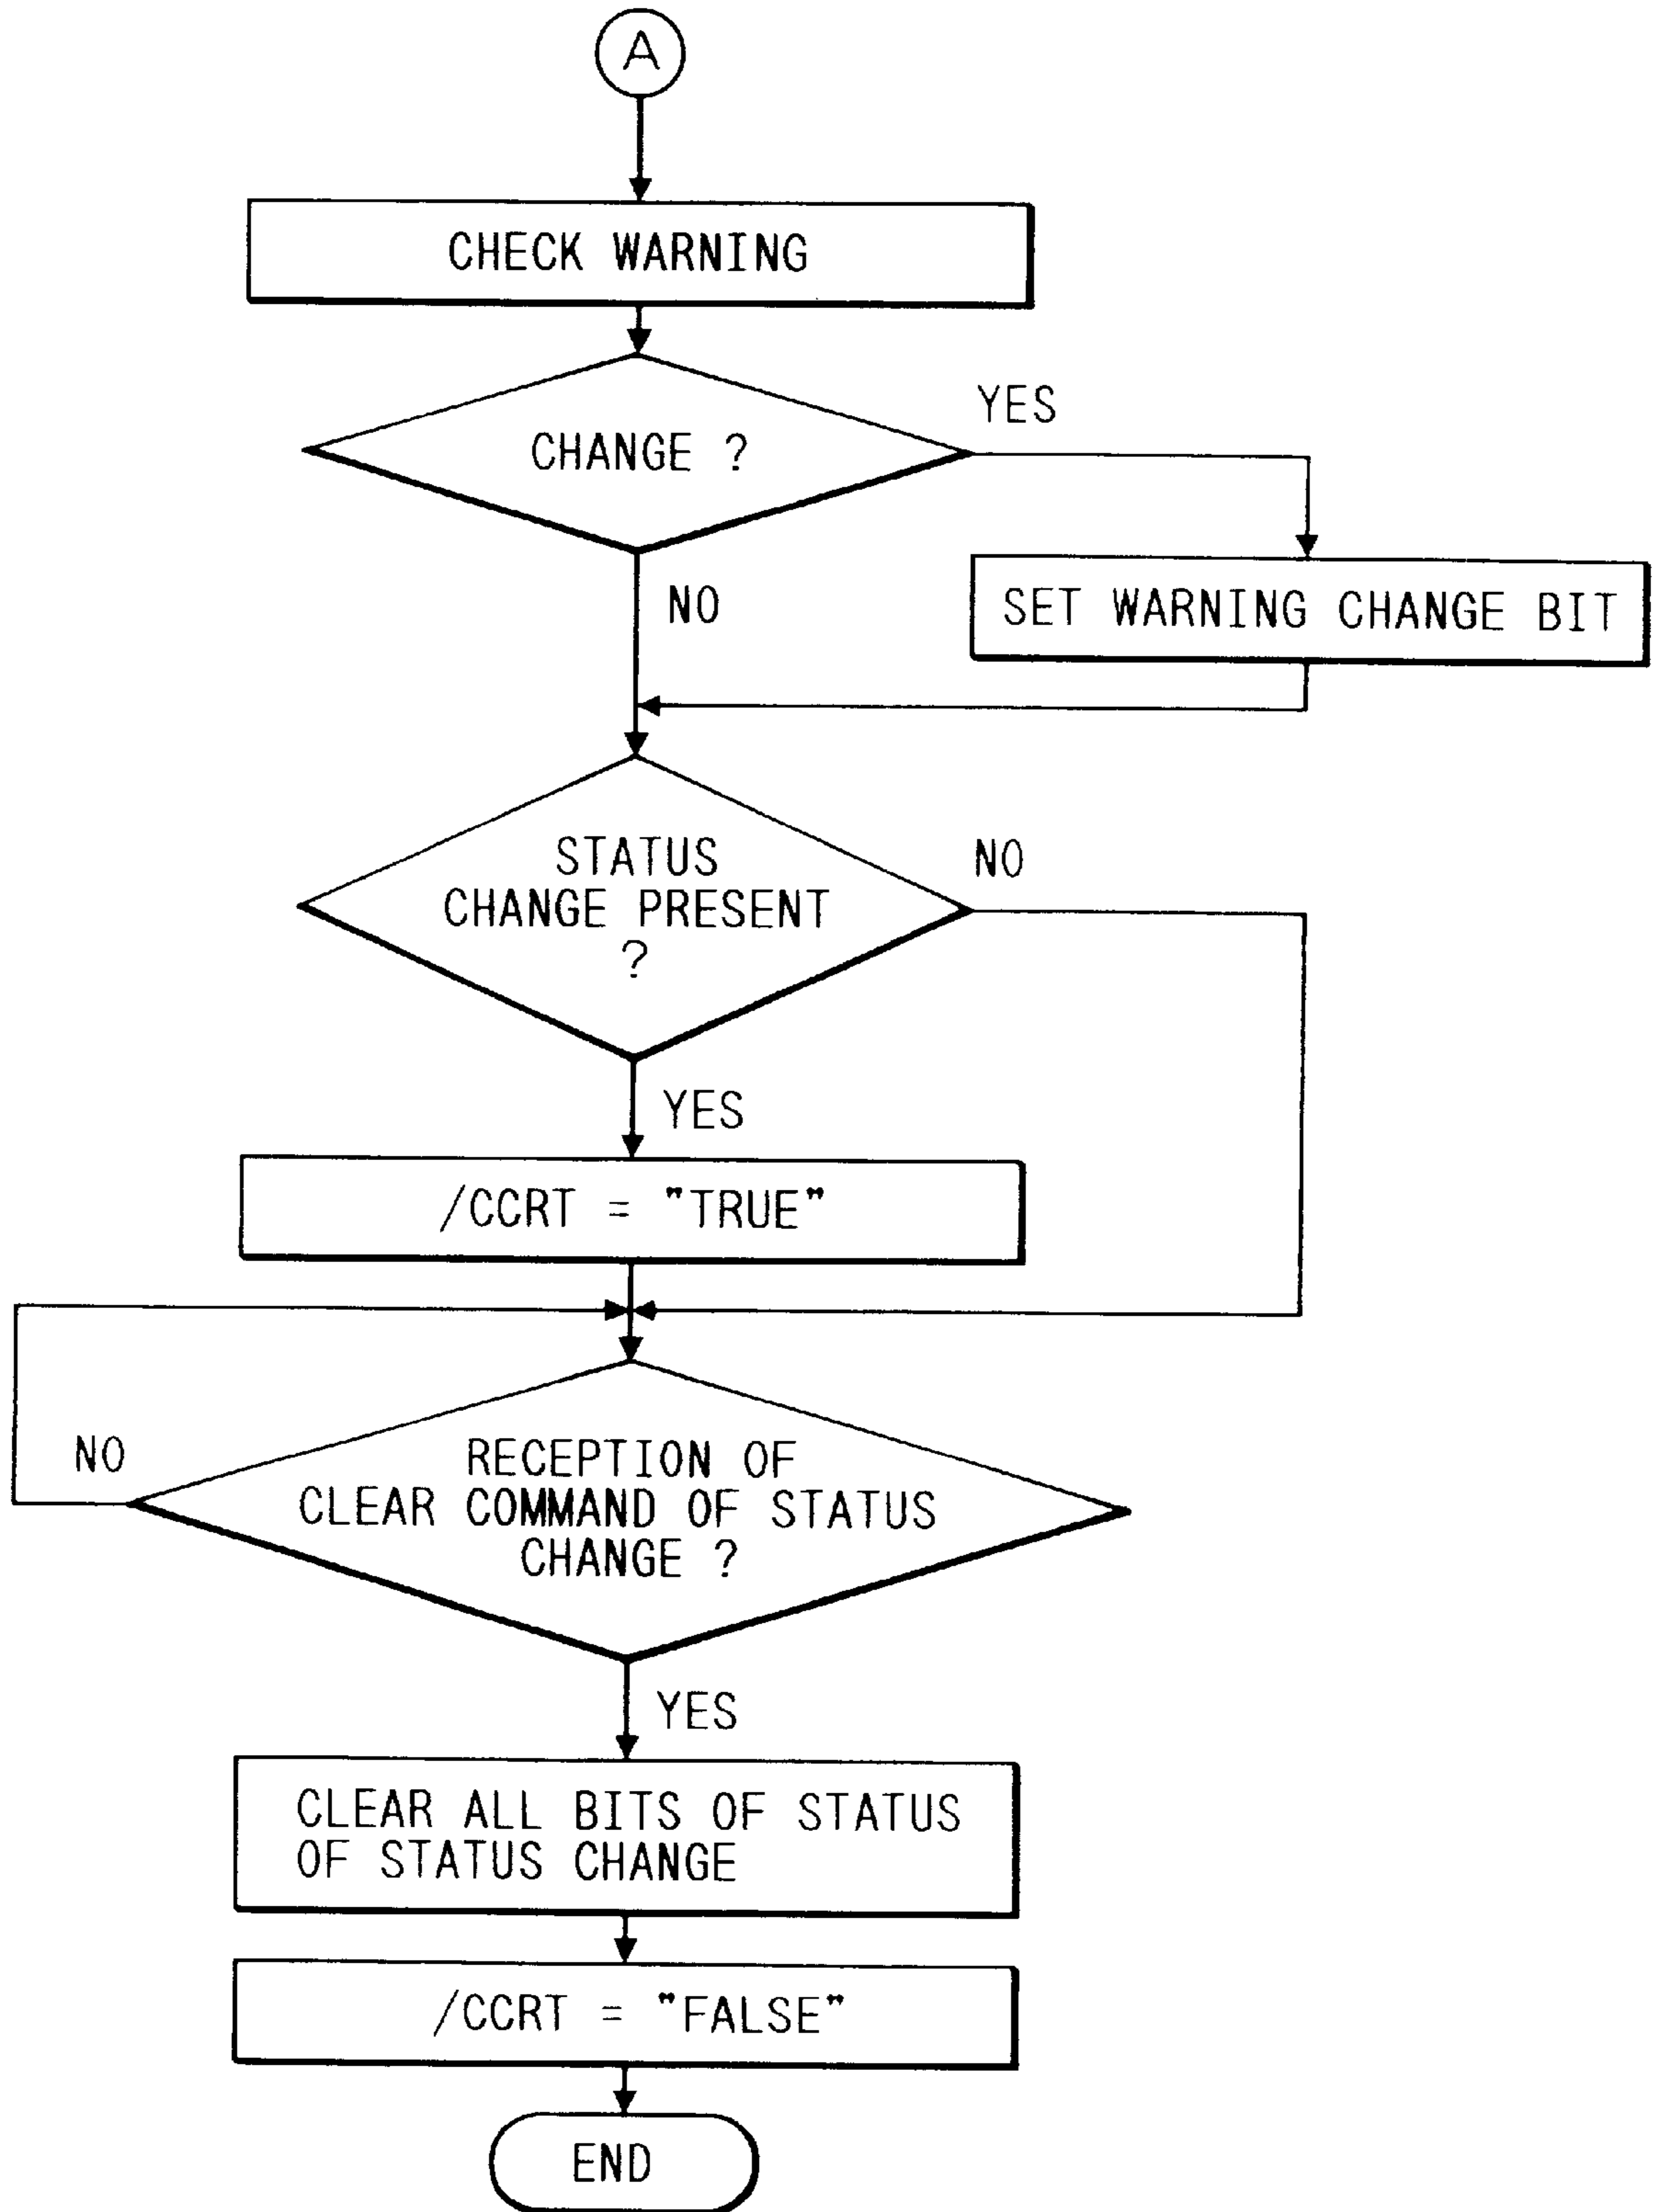 A
CHECK WARNING
CHANGE ?
YES
NO
SET WARNING CHANGE BIT
STATUS
CHANGE PRESENT
?
NO
YES
/CCRT = "TRUE"
NO
RECEPTION OF
CLEAR COMMAND OF STATUS
CHANGE ?
YES
CLEAR ALL BITS OF STATUS
OF STATUS CHANGE
/CCRT = "FALSE"
END